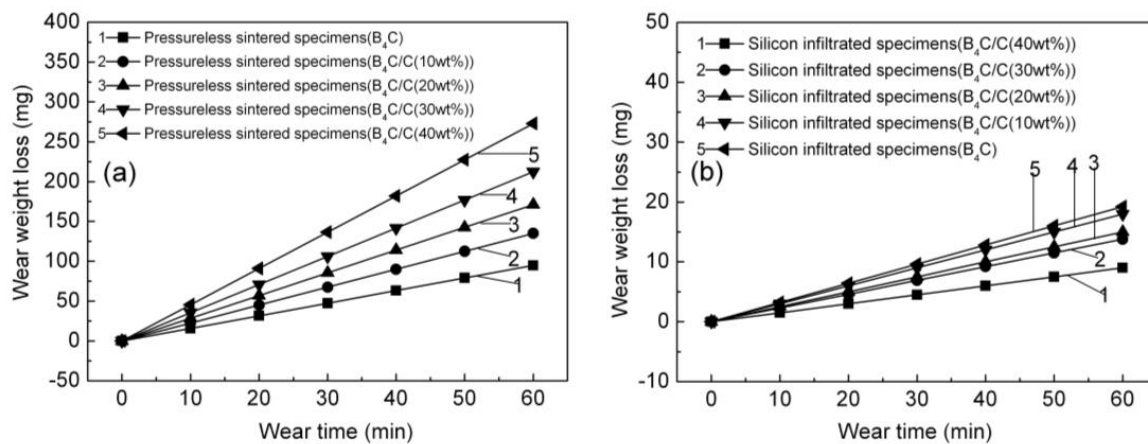 400
350
300
250
200
150
100
50
0
-50
Wear weight loss (mg)
1 Pressureless sintered specimens(B₄C)
2 Pressureless sintered specimens(B₄C/C(10wt%))
3 Pressureless sintered specimens(B₄C/C(20wt%))
4 Pressureless sintered specimens(B₄C/C(30wt%))
5 Pressureless sintered specimens(B₄C/C(40wt%))
(a)
5
4
3
2
1
0 10 20 30 40 50 60
Wear time (min)
50
40
30
20
10
0
-10
Wear weight loss (mg)
1 Silicon infiltrated specimens(B₄C/C(40wt%))
2 Silicon infiltrated specimens(B₄C/C(30wt%))
3 Silicon infiltrated specimens(B₄C/C(20wt%))
4 Silicon infiltrated specimens(B₄C/C(10wt%))
5 Silicon infiltrated specimens(B₄C)
(b)
5 4 3
2
1
0 10 20 30 40 50 60
Wear time (min)